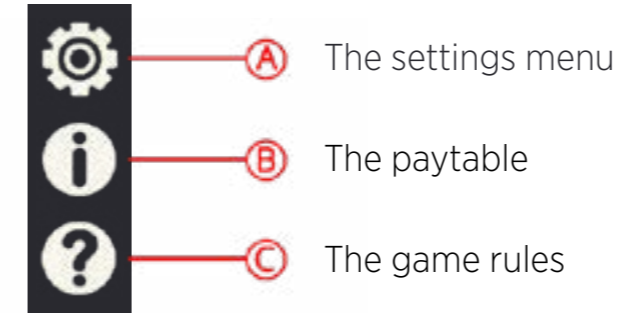 A The settings menu
i B The paytable
? C The game rules